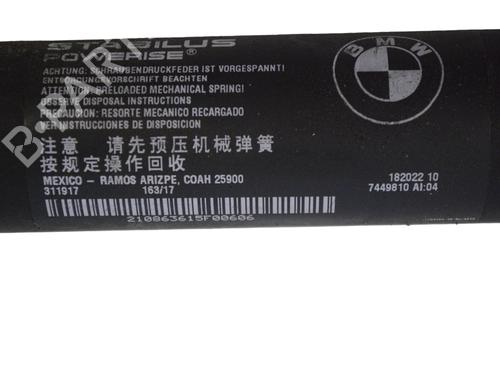 STABILUS
POWERISE®
ACHTUNG: SCHRAUBENDRUCKFEDER IST VORGESPANNT!
ENTSORGUNGSVORSCHRIFT BEACHTEN
ATTENTION: PRELOADED MECHANICAL SPRING!
OBSERVE DISPOSAL INSTRUCTIONS
PRECAUCION: RESORTE MECANICO RECARGADO
VER INSTRUCCIONES DE DISPOSICION
注意 请先预压机械弹簧
按规定操作回收
MEXICO - RAMOS ARIZPE, COAH 25900
311917 163/17
210863615F00606
BMW
182022 10
7449810 AI:04